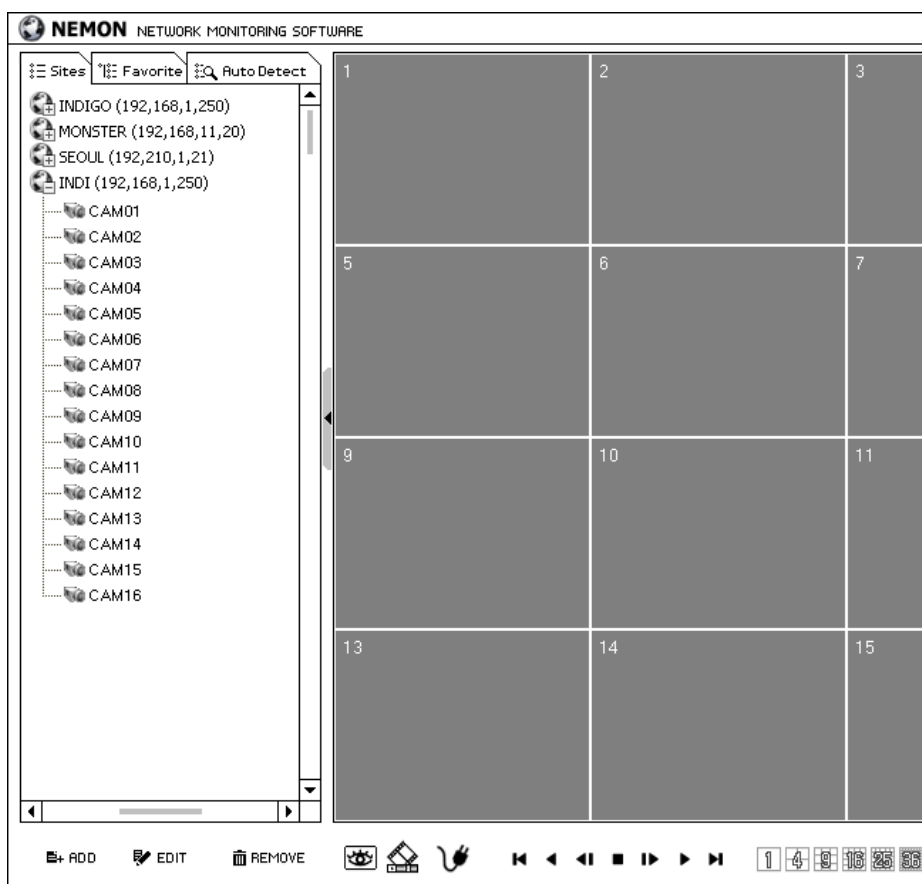 NEMON NETWORK MONITORING SOFTWARE
Sites Favorite Auto Detect
INDIGO (192,168,1,250)
MONSTER (192,168,11,20)
SEOUL (192,210,1,21)
INDI (192,168,1,250)
CAM01
CAM02
CAM03
CAM04
CAM05
CAM06
CAM07
CAM08
CAM09
CAM10
CAM11
CAM12
CAM13
CAM14
CAM15
CAM16
1 2 3
5 6 7
9 10 11
13 14 15
ADD EDIT REMOVE
1 4 9 16 25 36